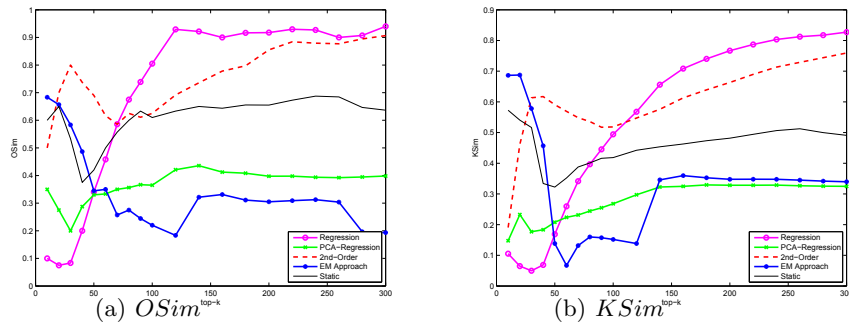 1
0.9
0.8
0.7
0.6
0.5
0.4
0.3
0.2
0.1
0
OSim
0 50 100 150 200 250 300
top-k
Regression
PCA-Regression
2nd-Order
EM Approach
Static
(a) OSim
1
0.9
0.8
0.7
0.6
0.5
0.4
0.3
0.2
0.1
0
KSim
0 50 100 150 200 250 300
top-k
Regression
PCA-Regression
2nd-Order
EM Approach
Static
(b) KSim